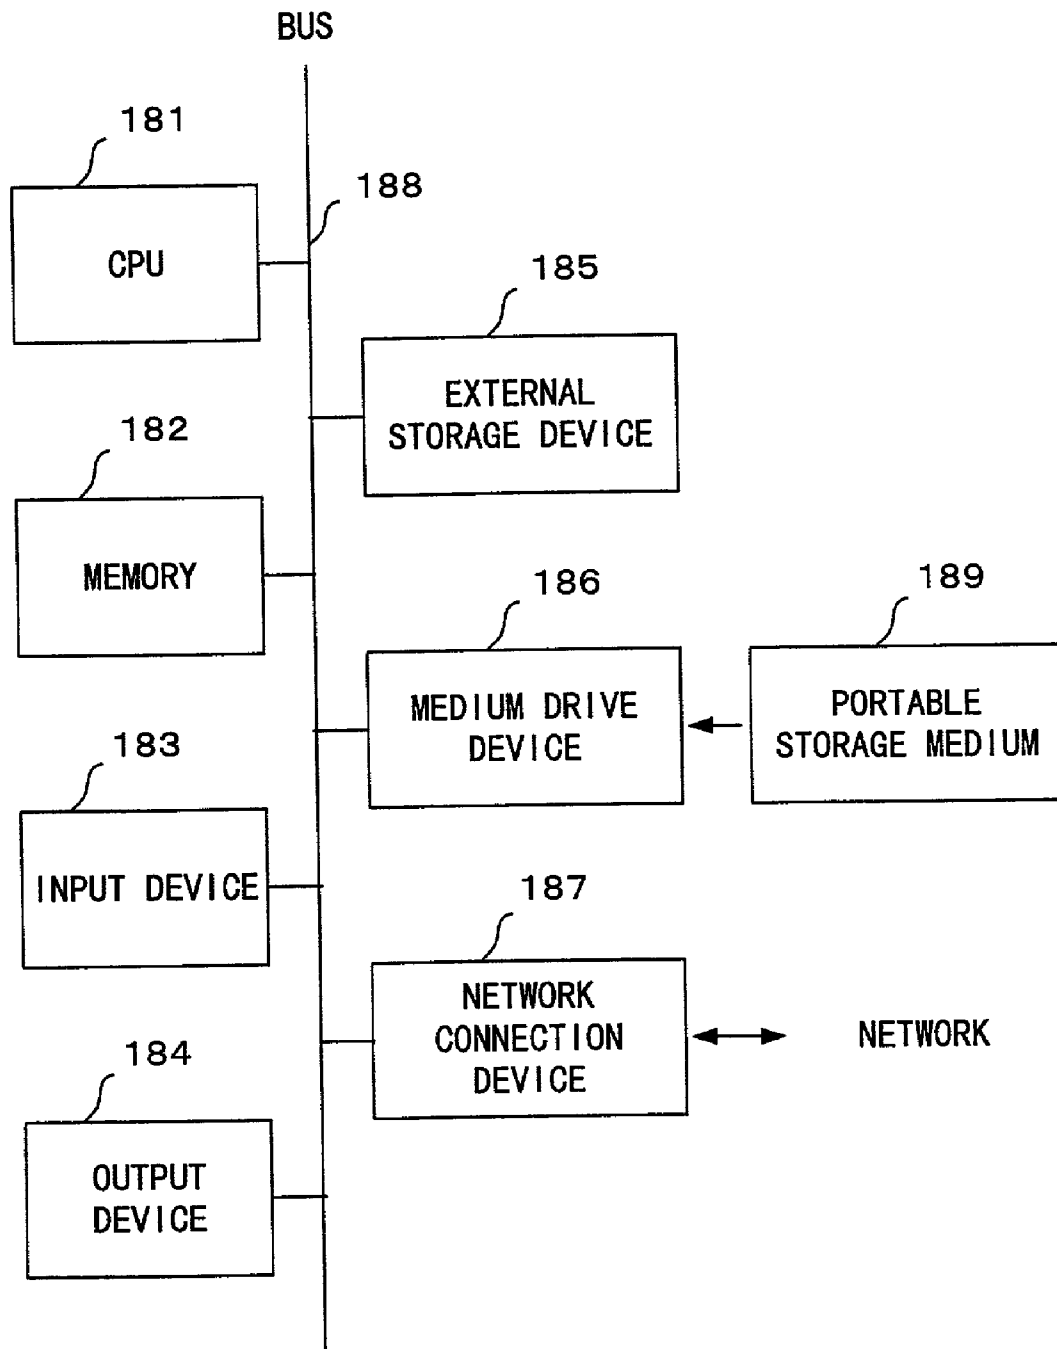 BUS
181
188
CPU
185
EXTERNAL
STORAGE DEVICE
182
MEMORY
186
189
MEDIUM DRIVE
DEVICE
PORTABLE
STORAGE MEDIUM
183
INPUT DEVICE
187
NETWORK
CONNECTION
DEVICE
NETWORK
184
OUTPUT
DEVICE